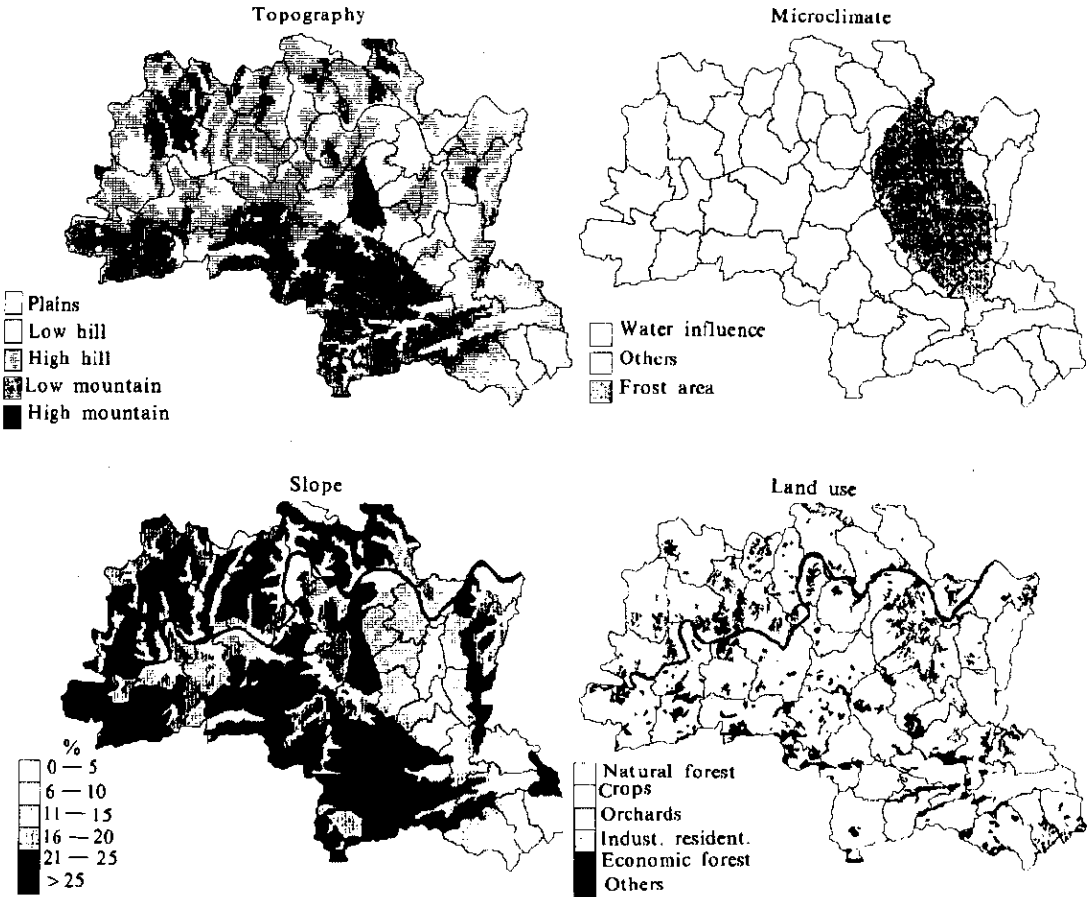 Topography
Plains
Low hill
High hill
Low mountain
High mountain
Microclimate
Water influence
Others
Frost area
Slope
%
0 — 5
6 — 10
11 — 15
16 — 20
21 — 25
> 25
Land use
Natural forest
Crops
Orchards
Indust. resident.
Economic forest
Others